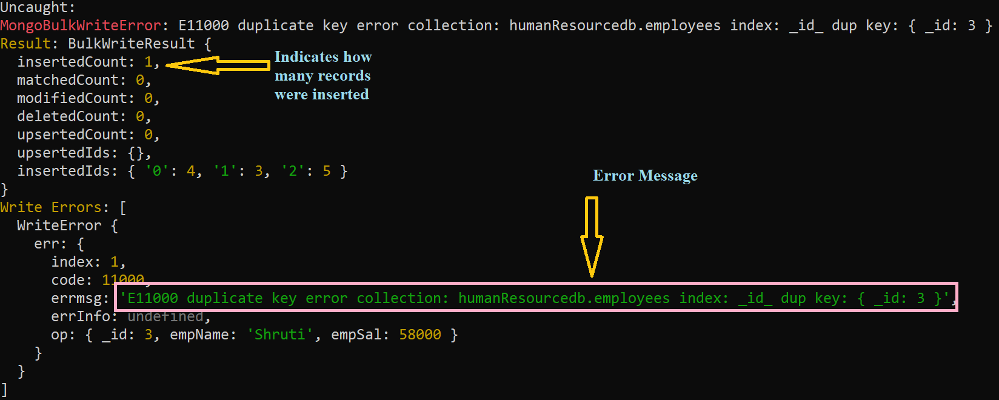 Uncaught:
MongoBulkWriteError: E11000 duplicate key error collection: humanResourcedb.employees index: _id_ dup key: { _id: 3 }
Result: BulkWriteResult {
  insertedCount: 1,
Indicates how
many records
were inserted
  matchedCount: 0,
  modifiedCount: 0,
  deletedCount: 0,
  upsertedCount: 0,
  upsertedIds: {},
  insertedIds: { '0': 4, '1': 3, '2': 5 }
}
Error Message
Write Errors: [
  WriteError {
    err: {
      index: 1,
      code: 11000,
      errmsg: 'E11000 duplicate key error collection: humanResourcedb.employees index: _id_ dup key: { _id: 3 }',
      errInfo: undefined,
      op: { _id: 3, empName: 'Shruti', empSal: 58000 }
    }
  }
]